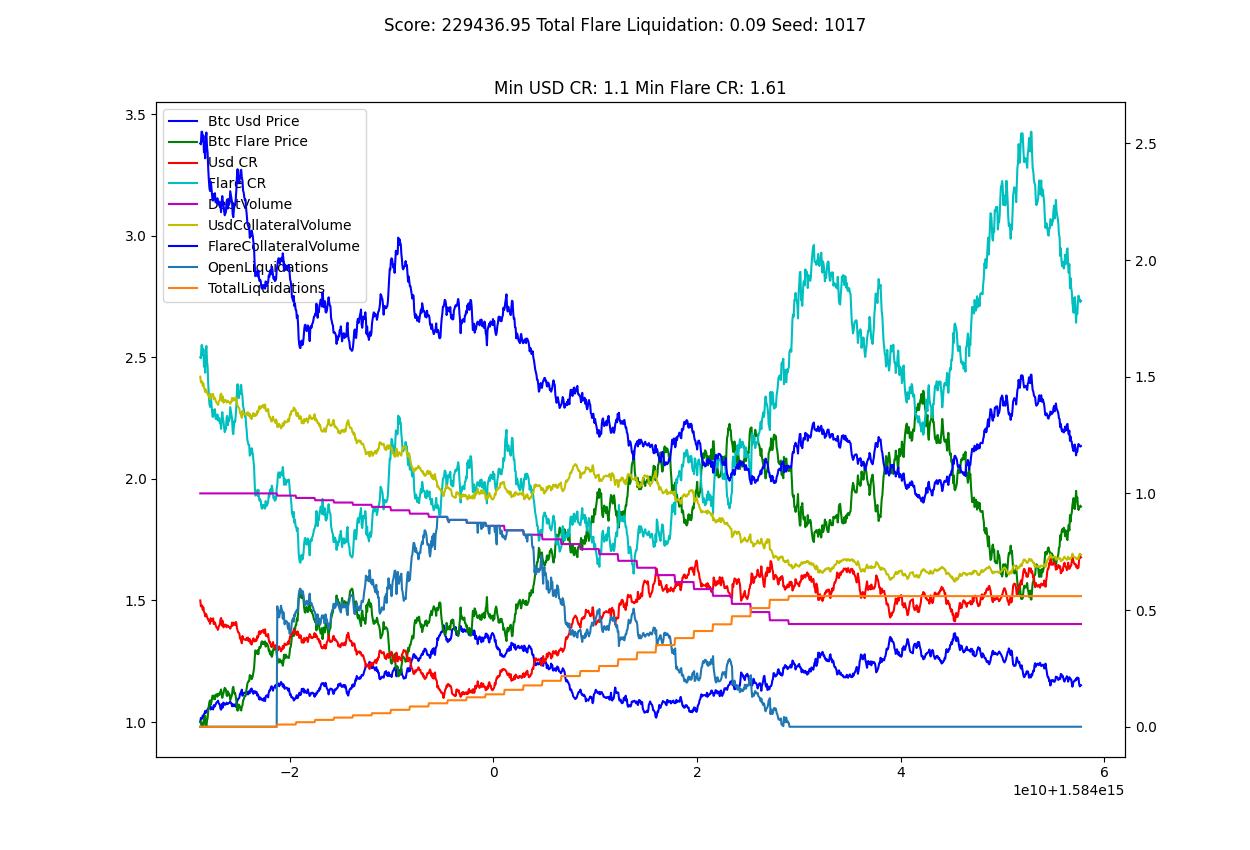 Score: 229436.95 Total Flare Liquidation: 0.09 Seed: 1017
Min USD CR: 1.1 Min Flare CR: 1.61
3.5
3.0
2.5
2.0
1.5
1.0
Btc Usd Price
Btc Flare Price
Usd CR
Flare CR
DebtVolume
UsdCollateralVolume
FlareCollateralVolume
OpenLiquidations
TotalLiquidations
2.5
2.0
1.5
1.0
0.5
0.0
−2 0 2 4 6
1e10+1.584e15